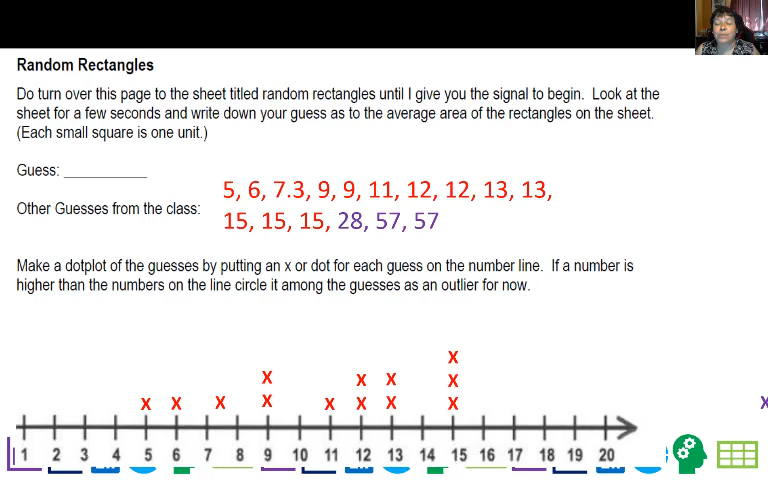 Random Rectangles
Do turn over this page to the sheet titled random rectangles until I give you the signal to begin. Look at the
sheet for a few seconds and write down your guess as to the average area of the rectangles on the sheet.
(Each small square is one unit.)
Guess: __________
5, 6, 7.3, 9, 9, 11, 12, 12, 13, 13,
Other Guesses from the class:
15, 15, 15, 28, 57, 57
Make a dotplot of the guesses by putting an x or dot for each guess on the number line. If a number is
higher than the numbers on the line circle it among the guesses as an outlier for now.
x
x x x x
x x x x x x x x x
1 2 3 4 5 6 7 8 9 10 11 12 13 14 15 16 17 18 19 20